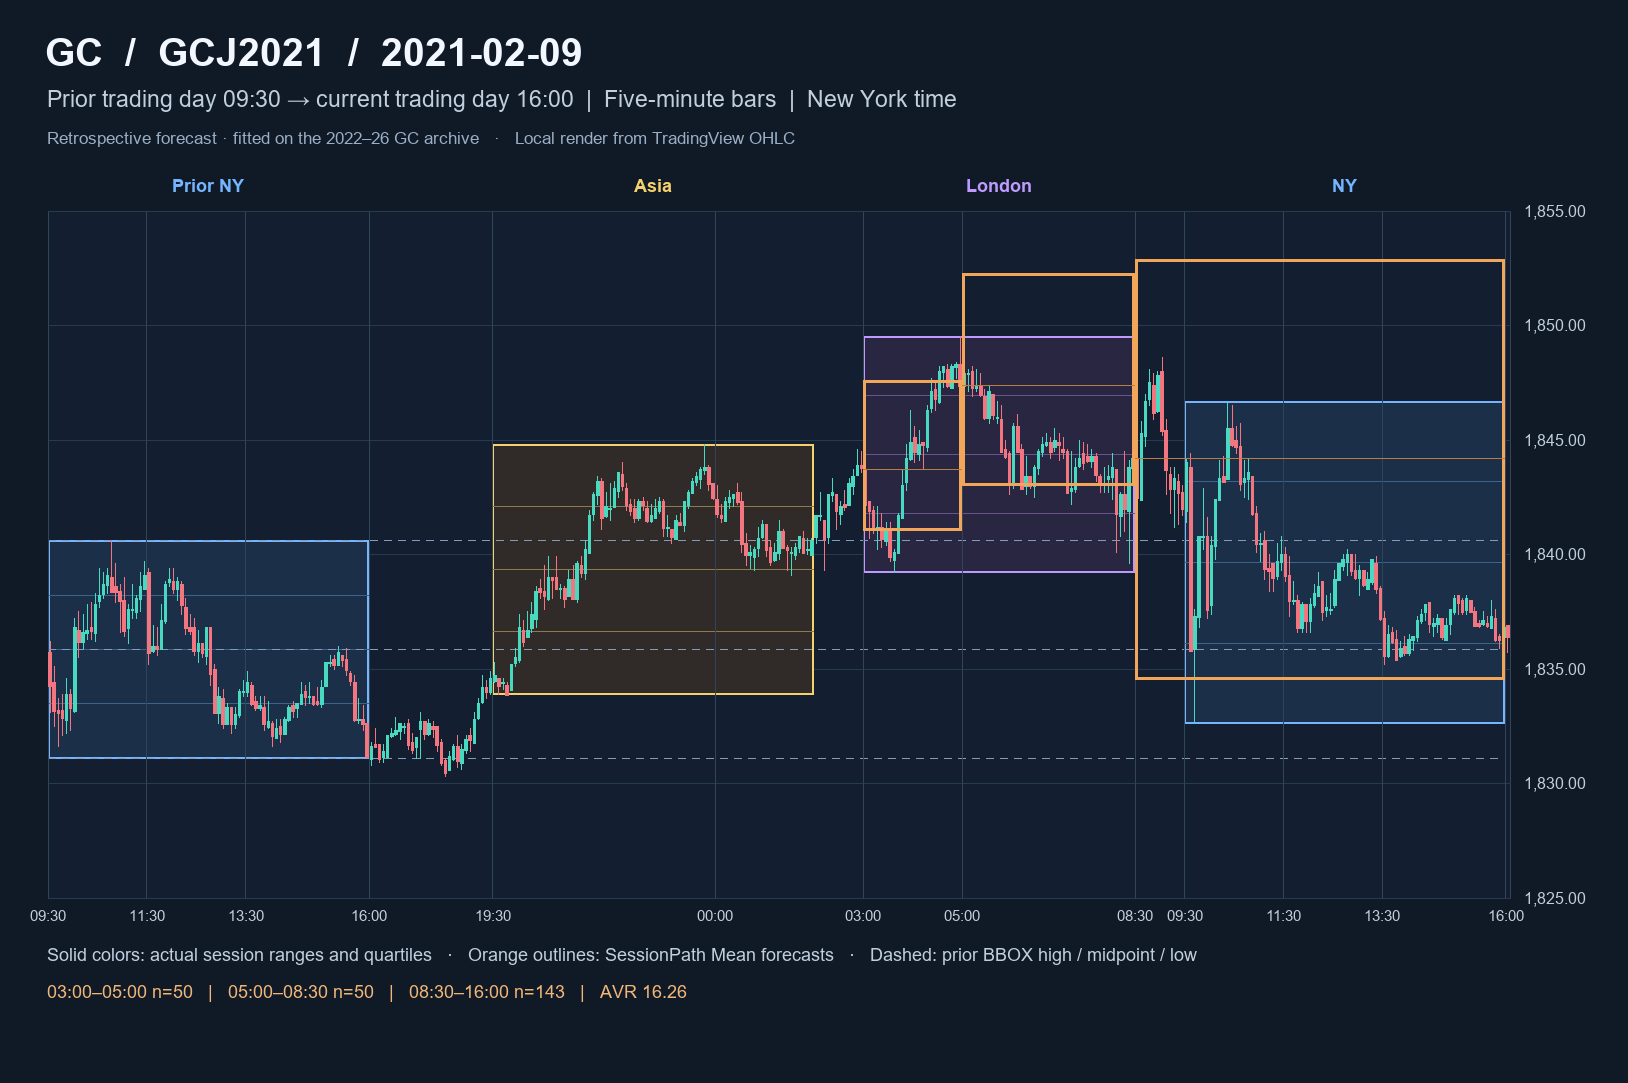 GC / GCJ2021 / 2021-02-09
Prior trading day 09:30 → current trading day 16:00 | Five-minute bars | New York time
Retrospective forecast · fitted on the 2022–26 GC archive · Local render from TradingView OHLC
Prior NY Asia London NY
1,855.00
1,850.00
1,845.00
1,840.00
1,835.00
1,830.00
1,825.00
09:30 11:30 13:30 16:00 19:30 00:00 03:00 05:00 08:30 09:30 11:30 13:30 16:00
Solid colors: actual session ranges and quartiles · Orange outlines: SessionPath Mean forecasts · Dashed: prior BBOX high / midpoint / low
03:00–05:00 n=50 | 05:00–08:30 n=50 | 08:30–16:00 n=143 | AVR 16.26